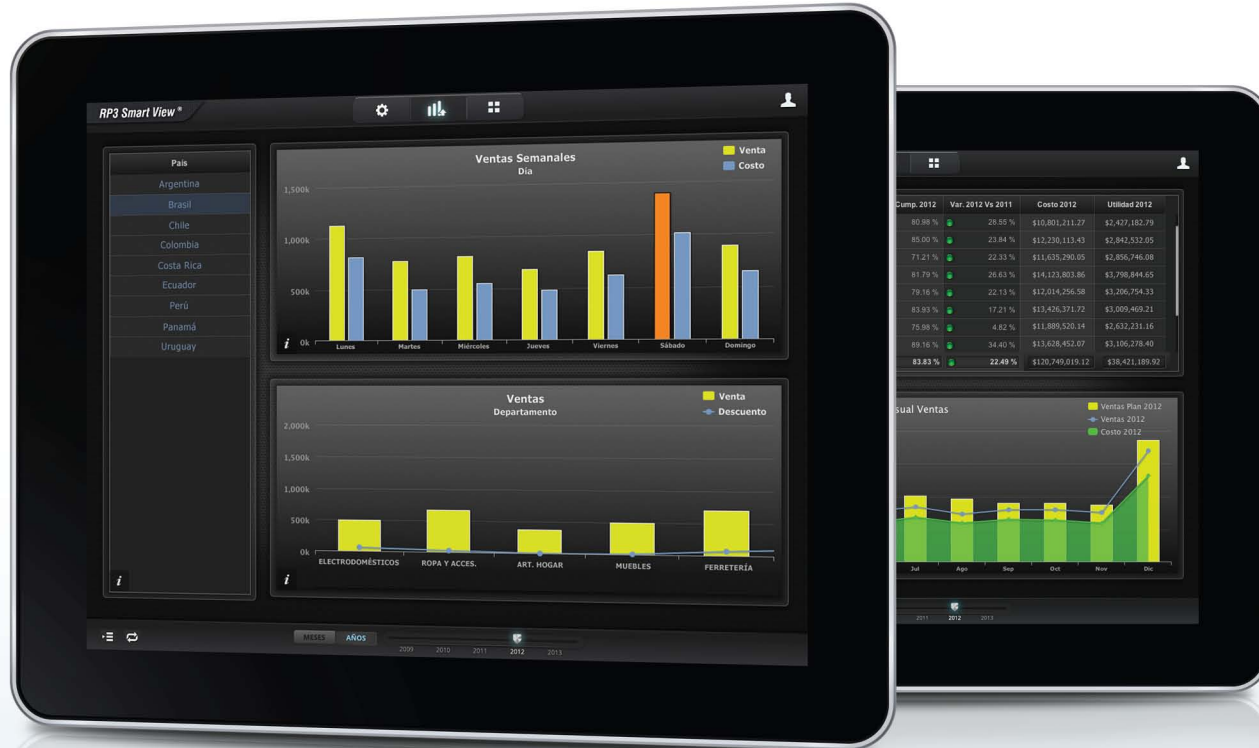 RP3 Smart View ®
País
Argentina
Brasil
Chile
Colombia
Costa Rica
Ecuador
Perú
Panamá
Uruguay
i
Ventas Semanales
Día
Venta
Costo
1,500k
1,000k
500k
0k
Lunes
Martes
Miércoles
Jueves
Viernes
Sábado
Domingo
i
Ventas
Departamento
Venta
Descuento
2,000k
1,500k
1,000k
500k
0k
ELECTRODOMÉSTICOS
ROPA Y ACCES.
ART. HOGAR
MUEBLES
FERRETERÍA
i
MESES AÑOS
2009 2010 2011 2012 2013
Cump. 2012 Var. 2012 Vs 2011 Costo 2012 Utilidad 2012
80.98 % 28.55 % $10,801,211.27 $2,427,182.79
85.00 % 23.84 % $12,230,113.43 $2,842,532.05
71.21 % 22.33 % $11,635,290.05 $2,856,746.08
81.79 % 26.63 % $14,123,803.86 $3,798,844.65
79.16 % 22.13 % $12,014,256.58 $3,206,754.33
83.93 % 17.21 % $13,426,371.72 $3,009,469.21
75.98 % 4.82 % $11,889,520.14 $2,632,231.16
89.16 % 34.40 % $13,628,452.07 $3,106,278.40
83.83 % 22.49 % $120,749,019.12 $38,421,189.92
sual Ventas
Ventas Plan 2012
Ventas 2012
Costo 2012
Jul Ago Sep Oct Nov Dic
2011 2012 2013